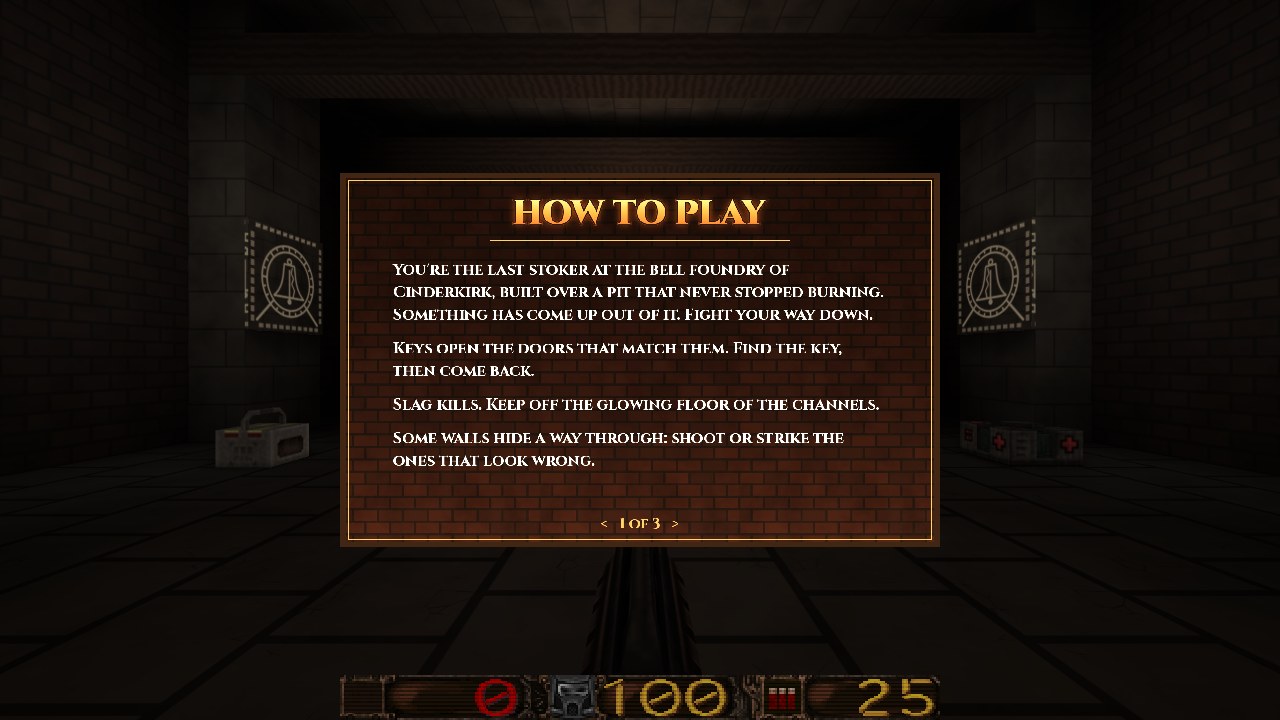 HOW TO PLAY
YOU'RE THE LAST STOKER AT THE BELL FOUNDRY OF
CINDERKIRK, BUILT OVER A PIT THAT NEVER STOPPED BURNING.
SOMETHING HAS COME UP OUT OF IT. FIGHT YOUR WAY DOWN.
KEYS OPEN THE DOORS THAT MATCH THEM. FIND THE KEY,
THEN COME BACK.
SLAG KILLS. KEEP OFF THE GLOWING FLOOR OF THE CHANNELS.
SOME WALLS HIDE A WAY THROUGH: SHOOT OR STRIKE THE
ONES THAT LOOK WRONG.
< 1 OF 3 >
0 100 25